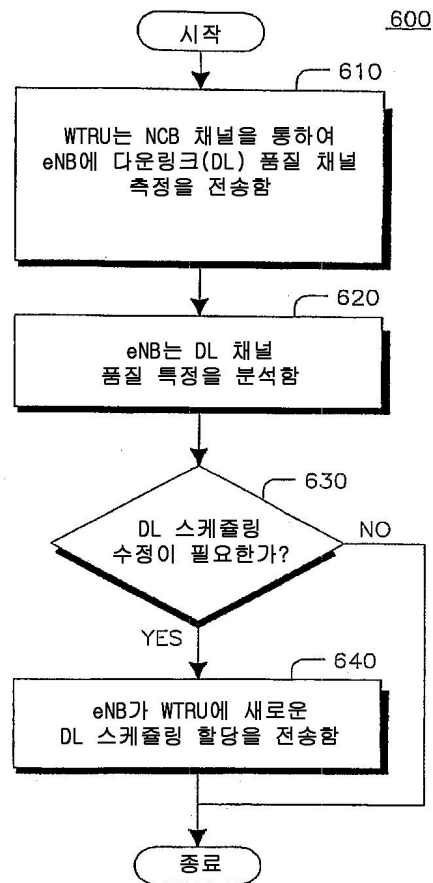 600
시작
610
WTRU는 NCB 채널을 통하여
eNB에 다운링크(DL) 품질 채널
측정을 전송함
620
eNB는 DL 채널
품질 특정을 분석함
630
DL 스케쥴링
수정이 필요한가?
NO
YES
640
eNB가 WTRU에 새로운
DL 스케쥴링 할당을 전송함
종료